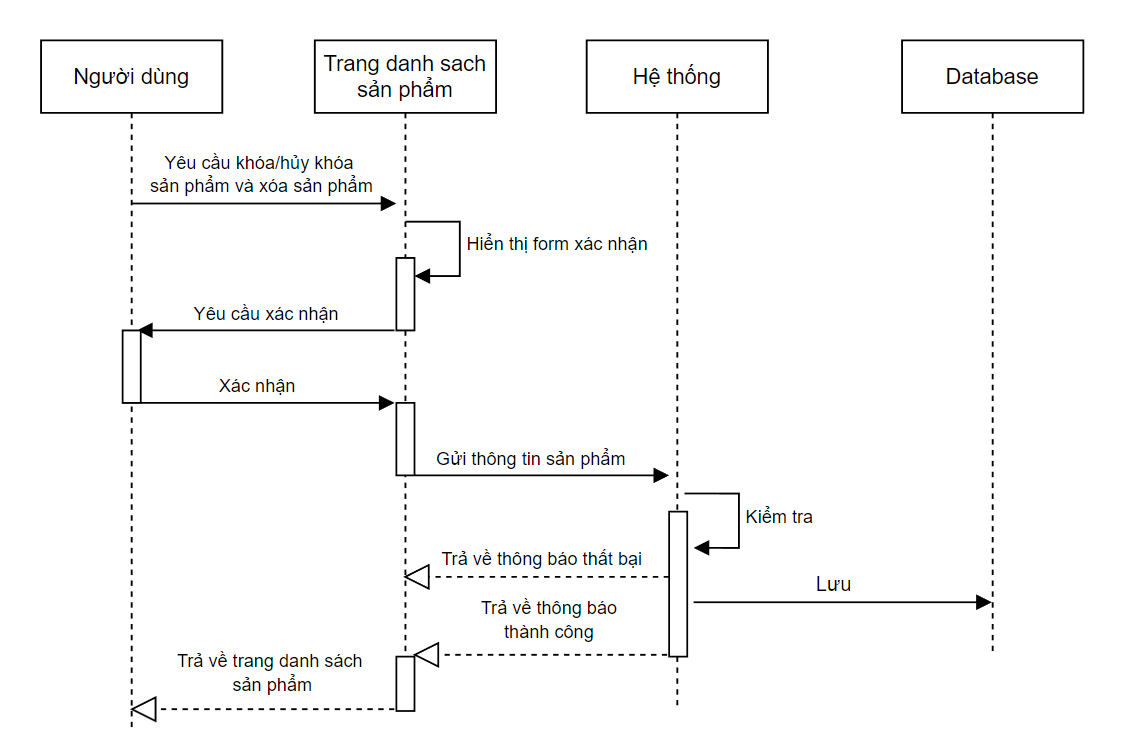 Người dùng
Trang danh sach
sản phẩm
Hệ thống
Database
Yêu cầu khóa/hủy khóa
sản phẩm và xóa sản phẩm
Hiển thị form xác nhận
Yêu cầu xác nhận
Xác nhận
Gửi thông tin sản phẩm
Kiểm tra
Trả về thông báo thất bại
Lưu
Trả về thông báo
thành công
Trả về trang danh sách
sản phẩm